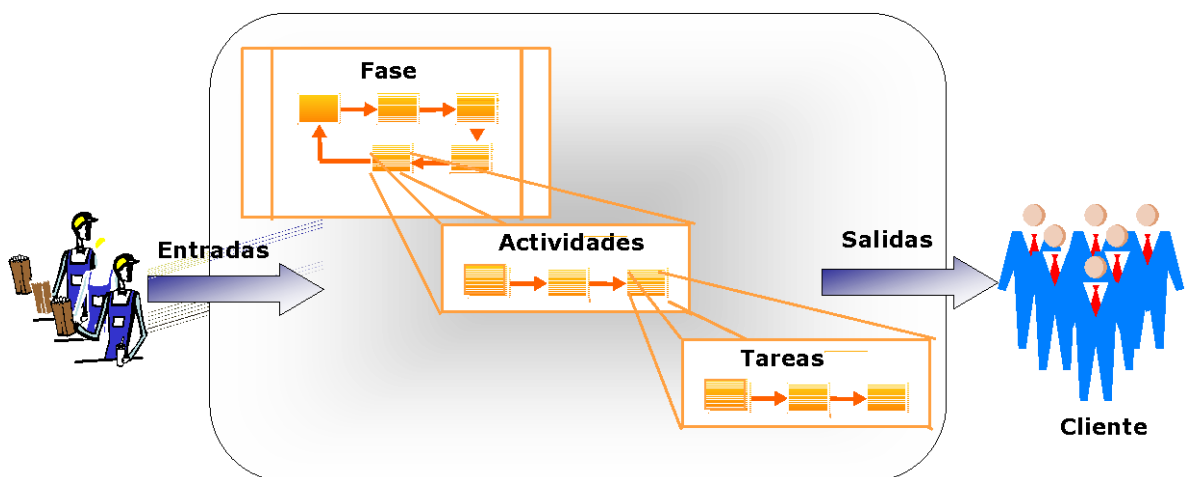 Fase
Entradas
Actividades
Salidas
Tareas
Cliente